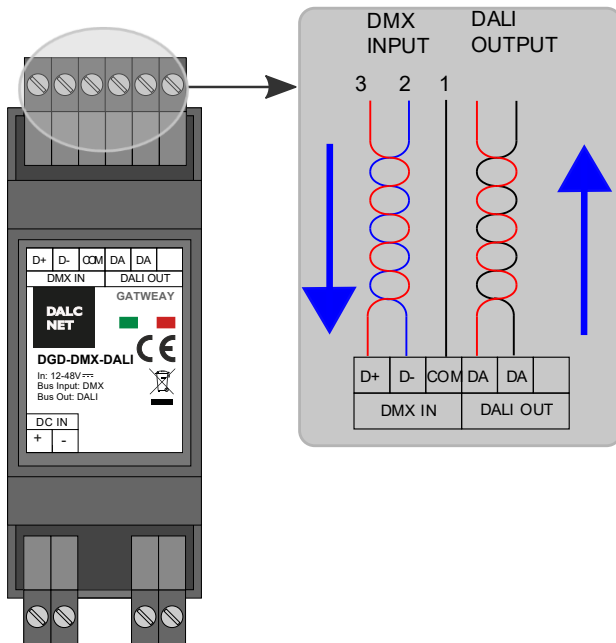 DMX INPUT
DALI OUTPUT
3 2 1
D+ D- COM DA DA
DMX IN DALI OUT
D+ D- COM DA DA
DMX IN DALI OUT
GATWEAY
DALC
NET
DGD-DMX-DALI CE
In: 12-48V
Bus Input: DMX
Bus Out: DALI
DC IN
+ -